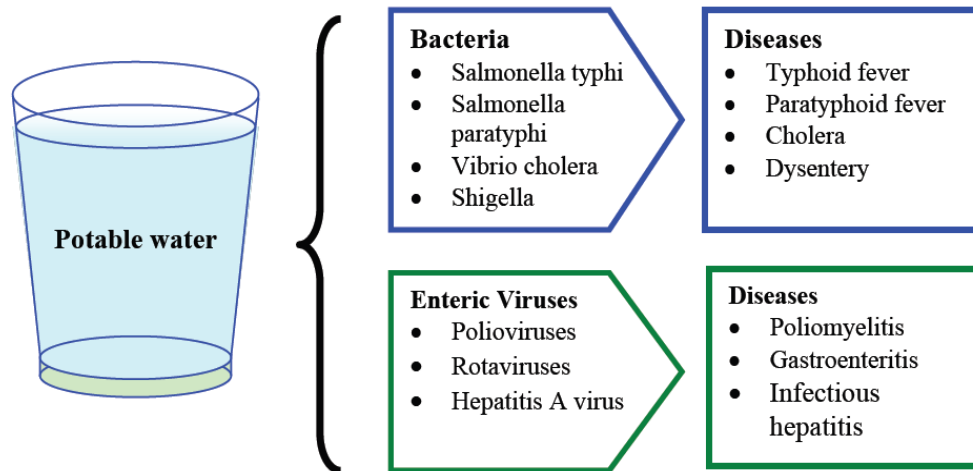 Potable water
Bacteria
• Salmonella typhi
• Salmonella
paratyphi
• Vibrio cholera
• Shigella
Diseases
• Typhoid fever
• Paratyphoid fever
• Cholera
• Dysentery
Enteric Viruses
• Polioviruses
• Rotaviruses
• Hepatitis A virus
Diseases
• Poliomyelitis
• Gastroenteritis
• Infectious
hepatitis